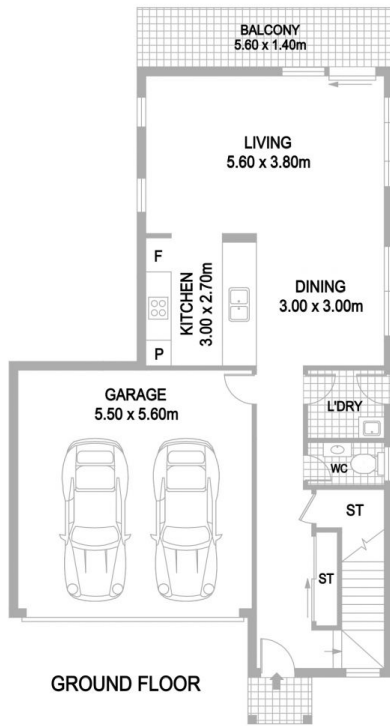 BALCONY
5.60 x 1.40m
LIVING
5.60 x 3.80m
F
KITCHEN
3.00 x 2.70m
DINING
3.00 x 3.00m
P
GARAGE
5.50 x 5.60m
L'DRY
WC
ST
ST
GROUND FLOOR